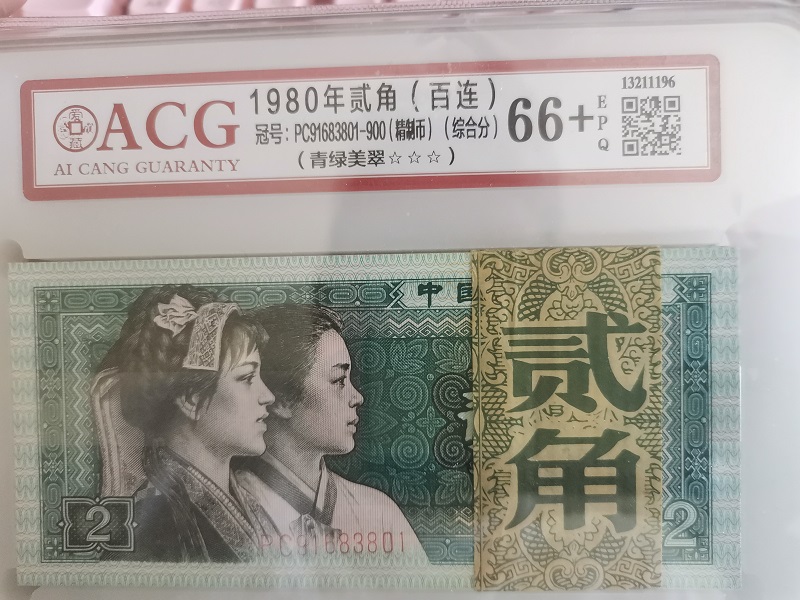 ACG
AI CANG GUARANTY
1980年贰角（百连）
冠号：PC91683801-900（精制币）（综合分）
（青绿美翠☆☆☆）
66+
EPQ
13211196
中国
贰角
2
PC91683801
2